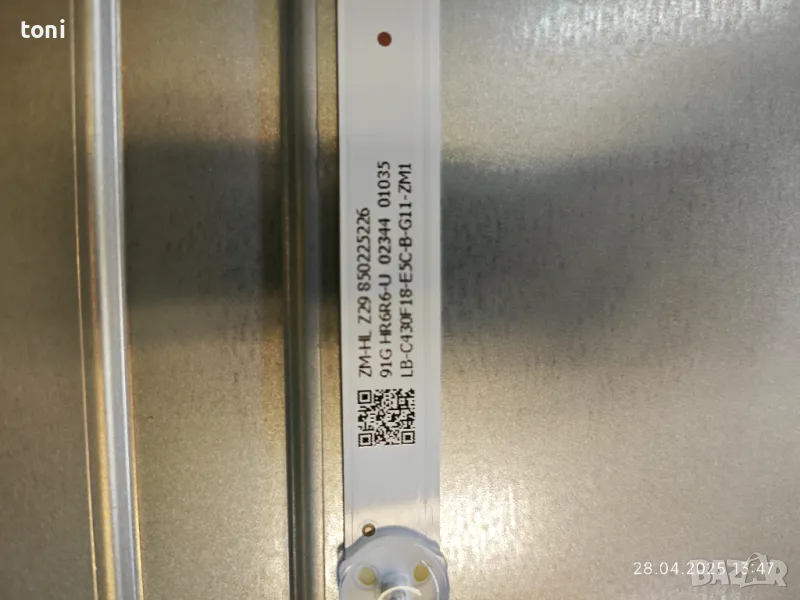 toni
ZM-HL Z29 850225226
91G HR6R6-U 02344 01035
LB-C430F18-E5C-B-G11-ZM1
28.04.2025 13:47
BAZAR